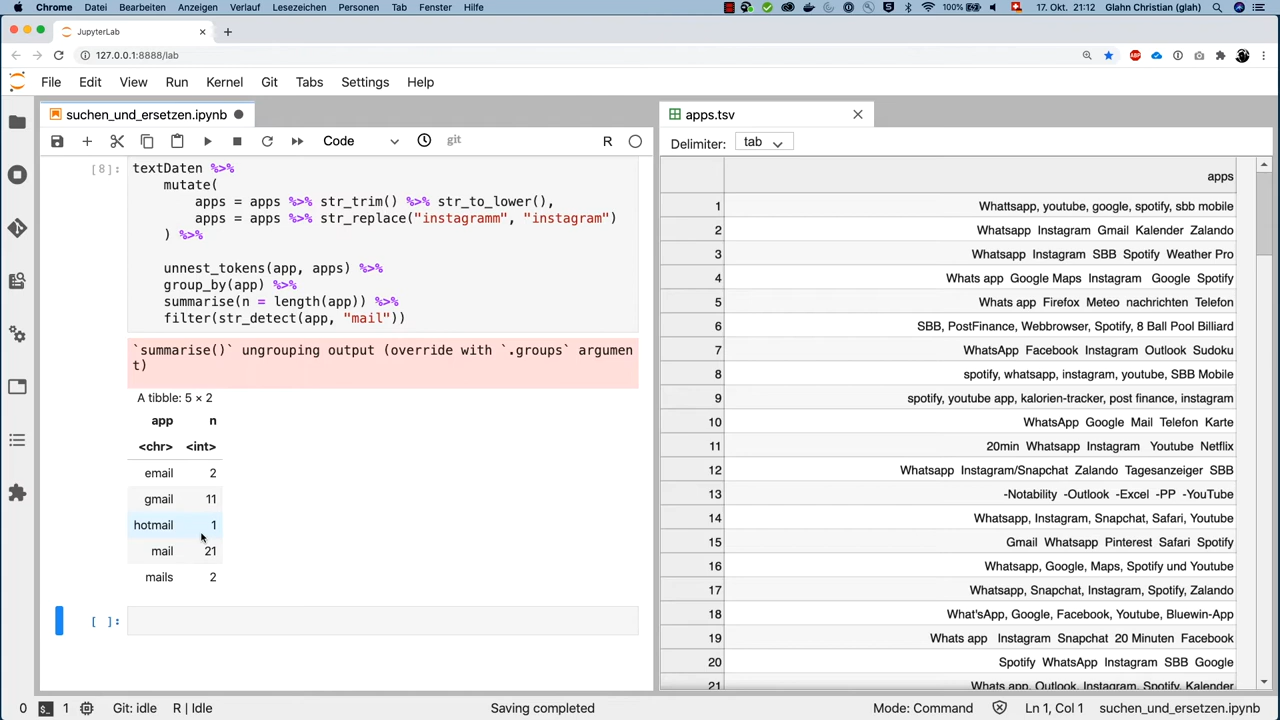 Chrome Datei Bearbeiten Anzeigen Verlauf Lesezeichen Personen Tab Fenster Hilfe 100% 17. Okt. 21:12 Glahn Christian (glah)
JupyterLab
127.0.0.1:8888/lab
File Edit View Run Kernel Git Tabs Settings Help
suchen_und_ersetzen.ipynb
Code git R
[8]:
textDaten %>%
mutate(
apps = apps %>% str_trim() %>% str_to_lower(),
apps = apps %>% str_replace("instagramm", "instagram")
) %>%
unnest_tokens(app, apps) %>%
group_by(app) %>%
summarise(n = length(app)) %>%
filter(str_detect(app, "mail"))
`summarise()` ungrouping output (override with `.groups` argumen
t)
A tibble: 5 × 2
app n
<chr> <int>
email 2
gmail 11
hotmail 1
mail 21
mails 2
[ ]:
apps.tsv
Delimiter: tab
apps
1 Whattsapp, youtube, google, spotify, sbb mobile
2 Whatsapp Instagram Gmail Kalender Zalando
3 Whatsapp Instagram SBB Spotify Weather Pro
4 Whats app Google Maps Instagram Google Spotify
5 Whats app Firefox Meteo nachrichten Telefon
6 SBB, PostFinance, Webbrowser, Spotify, 8 Ball Pool Billiard
7 WhatsApp Facebook Instagram Outlook Sudoku
8 spotify, whatsapp, instagram, youtube, SBB Mobile
9 spotify, youtube app, kalorien-tracker, post finance, instagram
10 WhatsApp Google Mail Telefon Karte
11 20min Whatsapp Instagram Youtube Netflix
12 Whatsapp Instagram/Snapchat Zalando Tagesanzeiger SBB
13 -Notability -Outlook -Excel -PP -YouTube
14 Whatsapp, Instagram, Snapchat, Safari, Youtube
15 Gmail Whatsapp Pinterest Safari Spotify
16 Whatsapp, Google, Maps, Spotify und Youtube
17 Whatsapp, Snapchat, Instagram, Spotify, Zalando
18 What'sApp, Google, Facebook, Youtube, Bluewin-App
19 Whats app Instagram Snapchat 20 Minuten Facebook
20 Spotify WhatsApp Instagram SBB Google
21 Whats app, Outlook, Instagram, Spotify, Kalender
0 1 Git: idle R | Idle Saving completed Mode: Command Ln 1, Col 1 suchen_und_ersetzen.ipynb